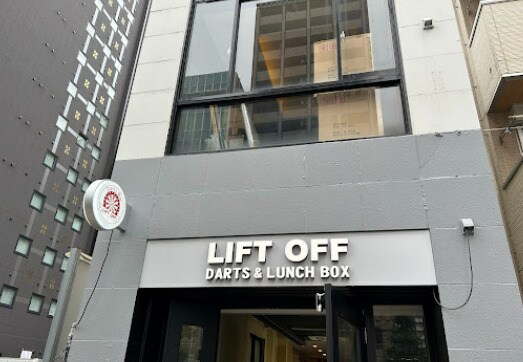 LIFT OFF
DARTS & LUNCH BOX